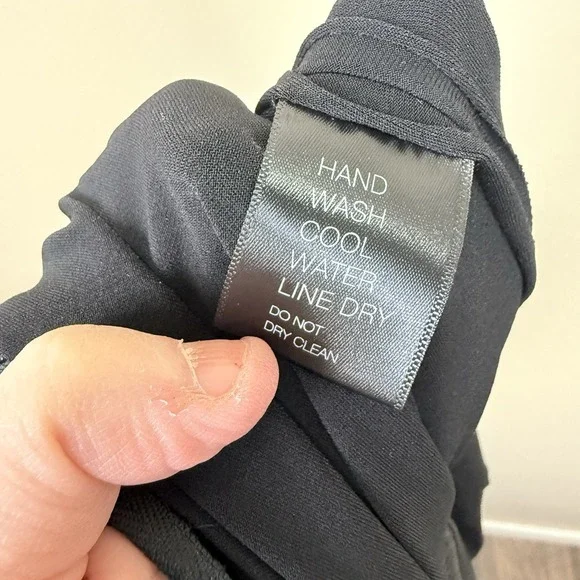 HAND
WASH
COOL
WATER
LINE DRY
DO NOT
DRY CLEAN